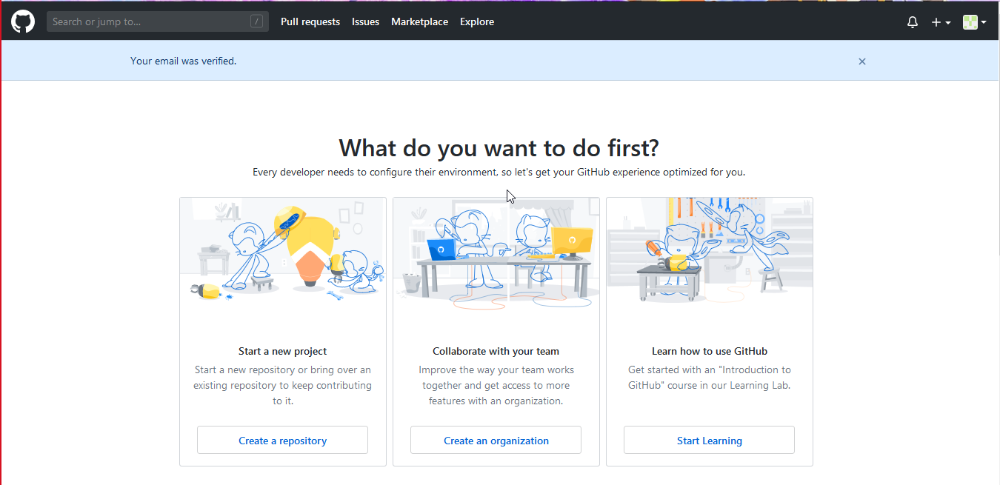 Search or jump to...
/
Pull requests
Issues
Marketplace
Explore
Your email was verified.
What do you want to do first?
Every developer needs to configure their environment, so let's get your GitHub experience optimized for you.
Start a new project
Start a new repository or bring over an
existing repository to keep contributing
to it.
Create a repository
Collaborate with your team
Improve the way your team works
together and get access to more
features with an organization.
Create an organization
Learn how to use GitHub
Get started with an "Introduction to
GitHub" course in our Learning Lab.
Start Learning